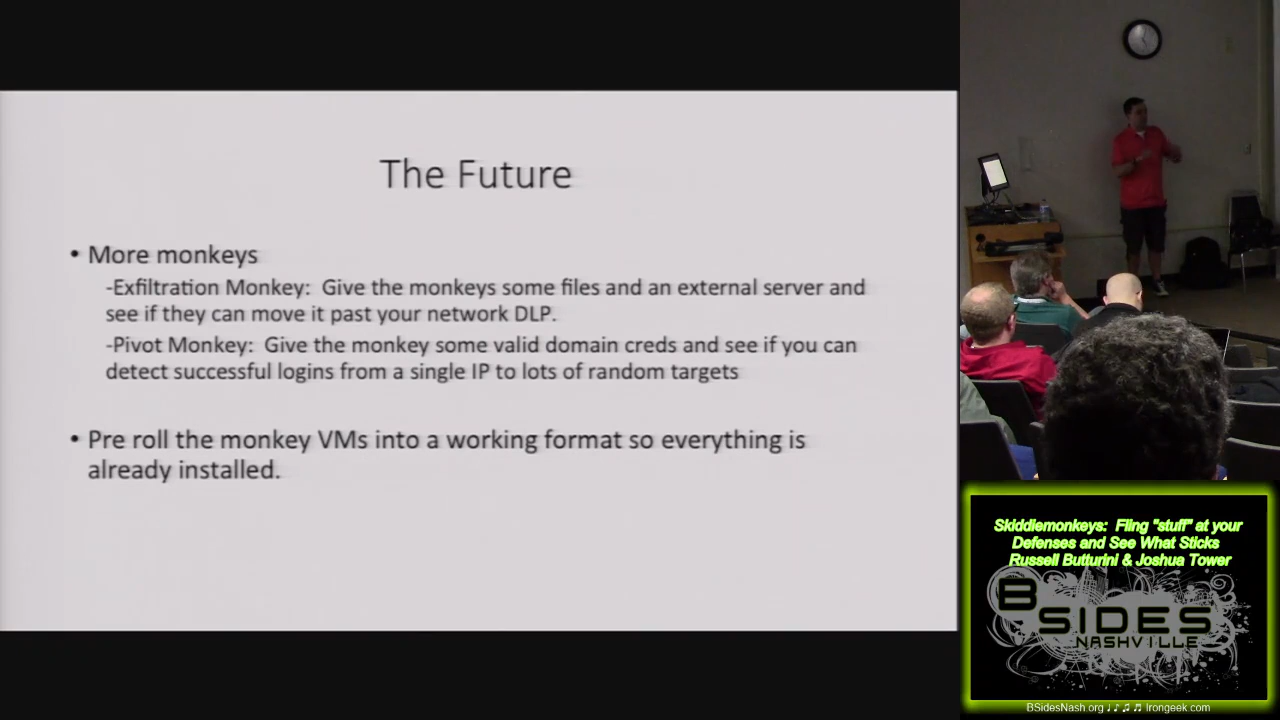 The Future
• More monkeys
-Exfiltration Monkey: Give the monkeys some files and an external server and
see if they can move it past your network DLP.
-Pivot Monkey: Give the monkey some valid domain creds and see if you can
detect successful logins from a single IP to lots of random targets
• Pre roll the monkey VMs into a working format so everything is
already installed.
Skiddiemonkeys: Fling "stuff" at your
Defenses and See What Sticks
Russell Butturini & Joshua Tower
BSIDES
NASHVILLE
BSidesNash.org ♩♪♫♬ Irongeek.com